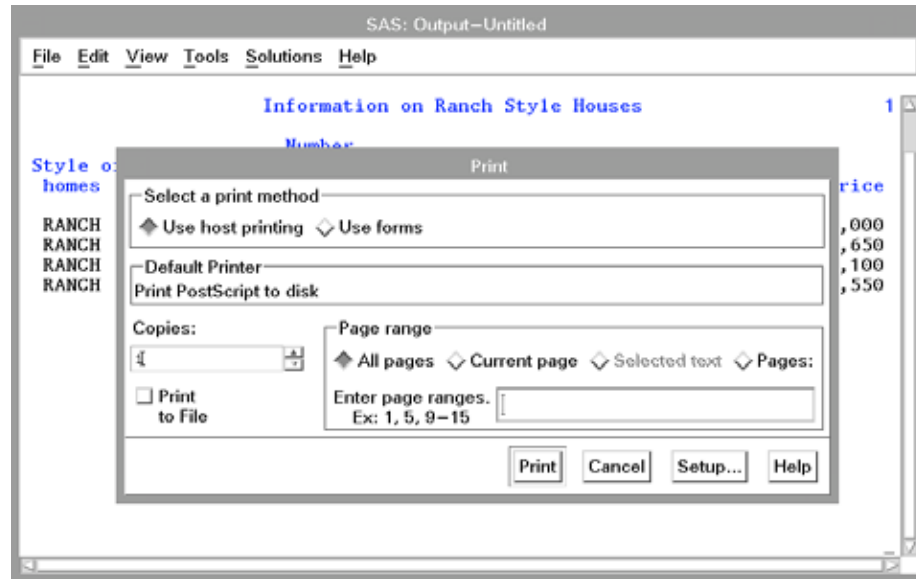 SAS: Output−Untitled
File Edit View Tools Solutions Help
Information on Ranch Style Houses 1
Number
Style
homes rice
RANCH ,000
RANCH ,650
RANCH ,100
RANCH ,550
Print
Select a print method
Use host printing Use forms
Default Printer
Print PostScript to disk
Copies:
1
Print
to File
Page range
All pages Current page Selected text Pages:
Enter page ranges.
Ex: 1, 5, 9−15
Print Cancel Setup... Help